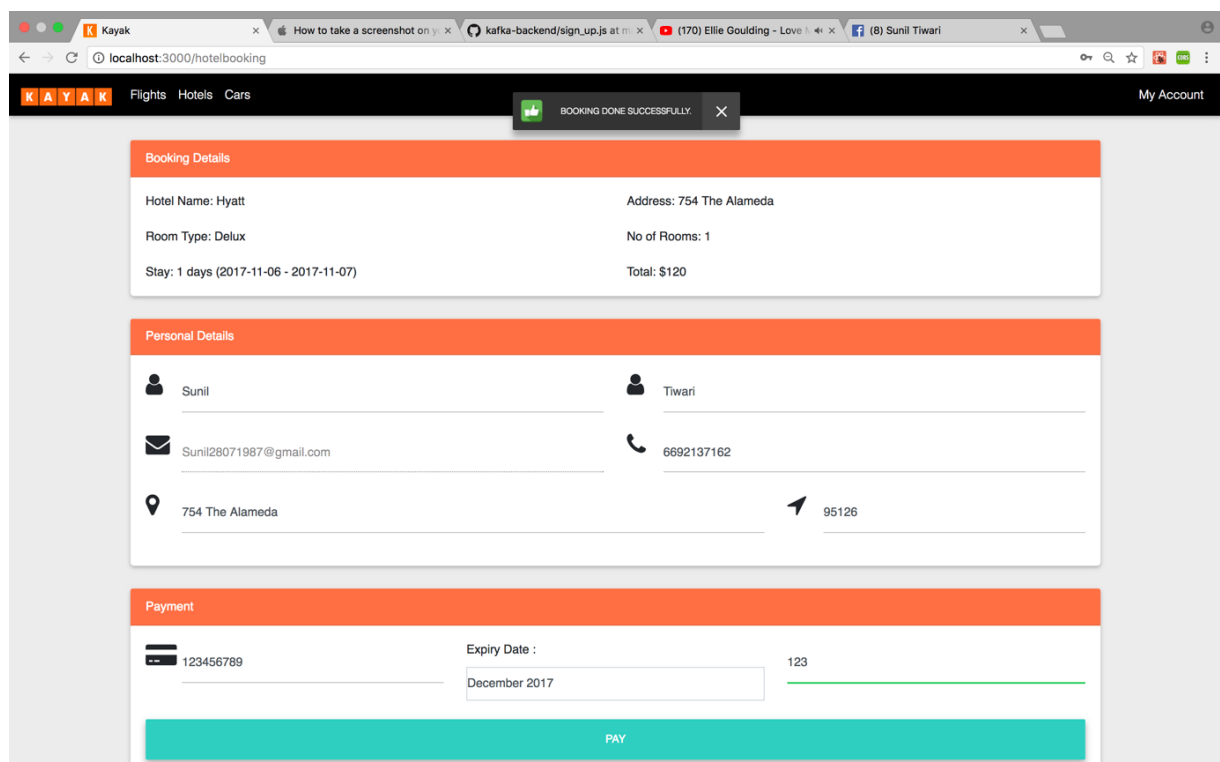 Kayak
How to take a screenshot on y
kafka-backend/sign_up.js at m
(170) Ellie Goulding - Love
(8) Sunil Tiwari
localhost:3000/hotelbooking
CORS
KAYAK Flights Hotels Cars My Account
BOOKING DONE SUCCESSFULLY.
Booking Details
Hotel Name: Hyatt Address: 754 The Alameda
Room Type: Delux No of Rooms: 1
Stay: 1 days (2017-11-06 - 2017-11-07) Total: $120
Personal Details
Sunil Tiwari
Sunil28071987@gmail.com 6692137162
754 The Alameda 95126
Payment
Expiry Date :
123456789 December 2017 123
PAY